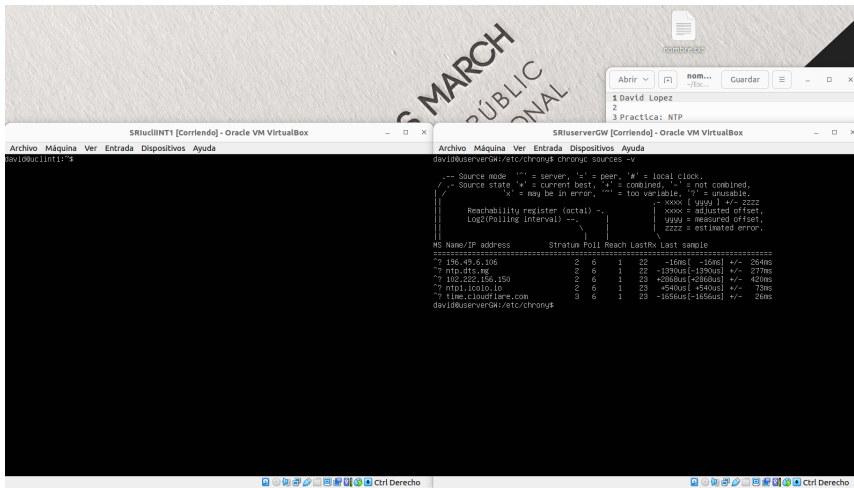 S MARCH
PÚBLIC
ONAL
nombre.txt
Abrir
nom...
~/Esc...
Guardar
1 David Lopez
2
3 Practica: NTP
SRIucliINT1 [Corriendo] - Oracle VM VirtualBox
Archivo Máquina Ver Entrada Dispositivos Ayuda
david@uclint1:~$
Ctrl Derecho
SRIuserverGW [Corriendo] - Oracle VM VirtualBox
Archivo Máquina Ver Entrada Dispositivos Ayuda
david@userverGW:/etc/chrony$ chronyc sources -v
.-- Source mode '^' = server, '=' = peer, '#' = local clock.
/ .- Source state '*' = current best, '+' = combined, '-' = not combined,
| / 'x' = may be in error, '~' = too variable, '?' = unusable.
|| .- xxxx [ yyyy ] +/- zzzz
|| Reachability register (octal) -. | xxxx = adjusted offset,
|| Log2(Polling interval) --. | | yyyy = measured offset,
|| \ | | zzzz = estimated error.
|| | | \
MS Name/IP address Stratum Poll Reach LastRx Last sample
===============================================================================
^? 196.49.6.106 2 6 1 22 -16ms[ -16ms] +/- 264ms
^? ntp.dts.mg 2 6 1 22 -1390us[-1390us] +/- 277ms
^? 102.222.156.150 2 6 1 23 +2868us[+2868us] +/- 420ms
^? ntp1.icolo.io 2 6 1 23 +540us[ +540us] +/- 73ms
^? time.cloudflare.com 3 6 1 23 -1656us[-1656us] +/- 26ms
david@userverGW:/etc/chrony$
Ctrl Derecho